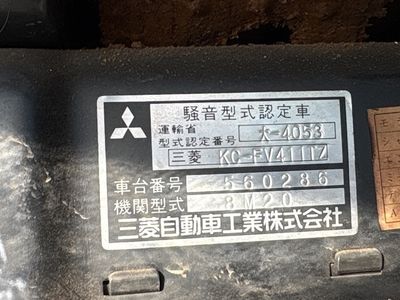 騒音型式認定車
運輸省
型式認定番号 大-4053
三菱 KC-FV411TZ
車台番号 560286
機関型式 8M20
三菱自動車工業株式会社